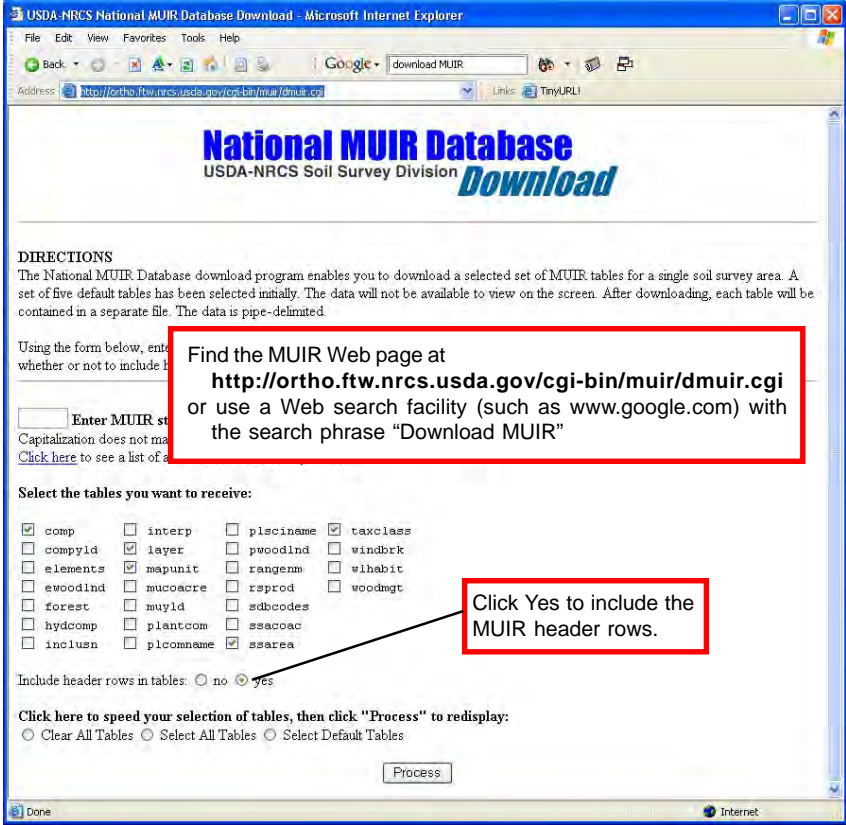 USDA-NRCS National MUIR Database Download - Microsoft Internet Explorer
File Edit View Favorites Tools Help
Back Google download MUIR
Address http://ortho.ftw.nrcs.usda.gov/cgi-bin/muir/dmuir.cgi Links TinyURL!
National MUIR Database
USDA-NRCS Soil Survey Division Download
DIRECTIONS
The National MUIR Database download program enables you to download a selected set of MUIR tables for a single soil survey area. A
set of five default tables has been selected initially. The data will not be available to view on the screen. After downloading, each table will be
contained in a separate file. The data is pipe-delimited.
Using the form below, ente
whether or not to include h
Find the MUIR Web page at
http://ortho.ftw.nrcs.usda.gov/cgi-bin/muir/dmuir.cgi
or use a Web search facility (such as www.google.com) with
the search phrase “Download MUIR”
Enter MUIR st
Capitalization does not ma
Click here to see a list of a
Select the tables you want to receive:
comp interp plsciname taxclass
compyld layer pwoodlnd windbrk
elements mapunit rangenm wlhabit
ewoodlnd mucoacre rsprod woodmgt
forest muyld sdbcodes
hydcomp plantcom ssacoac
inclusn plcomname ssarea
Click Yes to include the
MUIR header rows.
Include header rows in tables: no yes
Click here to speed your selection of tables, then click "Process" to redisplay:
Clear All Tables Select All Tables Select Default Tables
Process
Done Internet